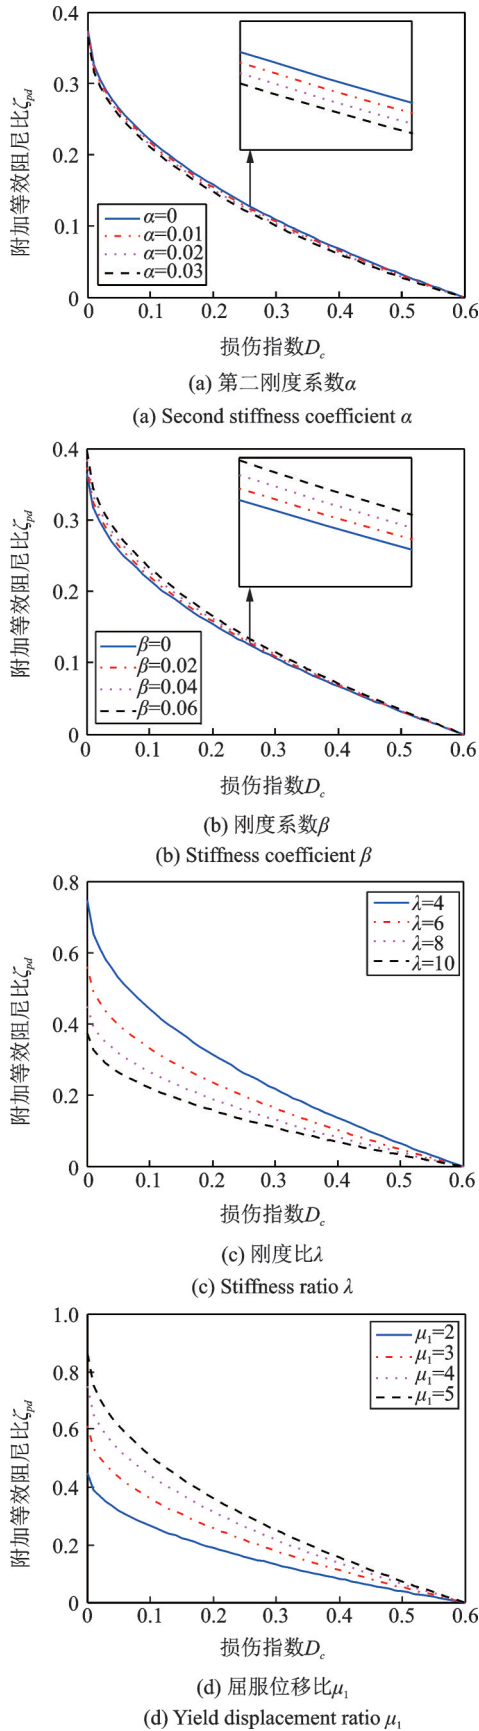 0.4
0.3
0.2
0.1
0
附加等效阻尼比ζpd
α=0
α=0.01
α=0.02
α=0.03
0 0.1 0.2 0.3 0.4 0.5 0.6
损伤指数Dc
(a) 第二刚度系数α
(a) Second stiffness coefficient α
0.4
0.3
0.2
0.1
0
附加等效阻尼比ζpd
β=0
β=0.02
β=0.04
β=0.06
0 0.1 0.2 0.3 0.4 0.5 0.6
损伤指数Dc
(b) 刚度系数β
(b) Stiffness coefficient β
0.8
0.6
0.4
0.2
0
附加等效阻尼比ζpd
λ=4
λ=6
λ=8
λ=10
0 0.1 0.2 0.3 0.4 0.5 0.6
损伤指数Dc
(c) 刚度比λ
(c) Stiffness ratio λ
1.0
0.8
0.6
0.4
0.2
0
附加等效阻尼比ζpd
μ1=2
μ1=3
μ1=4
μ1=5
0 0.1 0.2 0.3 0.4 0.5 0.6
损伤指数Dc
(d) 屈服位移比μ1
(d) Yield displacement ratio μ1